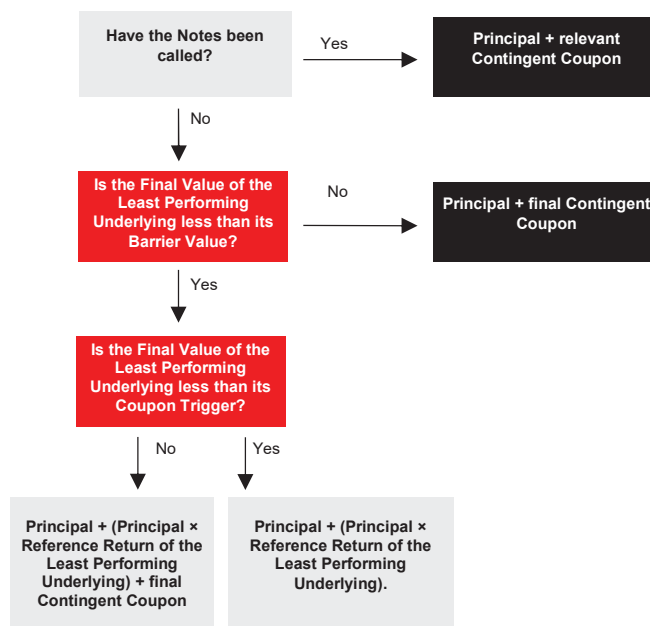 Have the Notes been
called?
Yes
Principal + relevant
Contingent Coupon
No
Is the Final Value of the
Least Performing
Underlying less than its
Barrier Value?
No
Principal + final Contingent
Coupon
Yes
Is the Final Value of the
Least Performing
Underlying less than its
Coupon Trigger?
No
Yes
Principal + (Principal ×
Reference Return of the
Least Performing
Underlying) + final
Contingent Coupon
Principal + (Principal ×
Reference Return of the
Least Performing
Underlying).